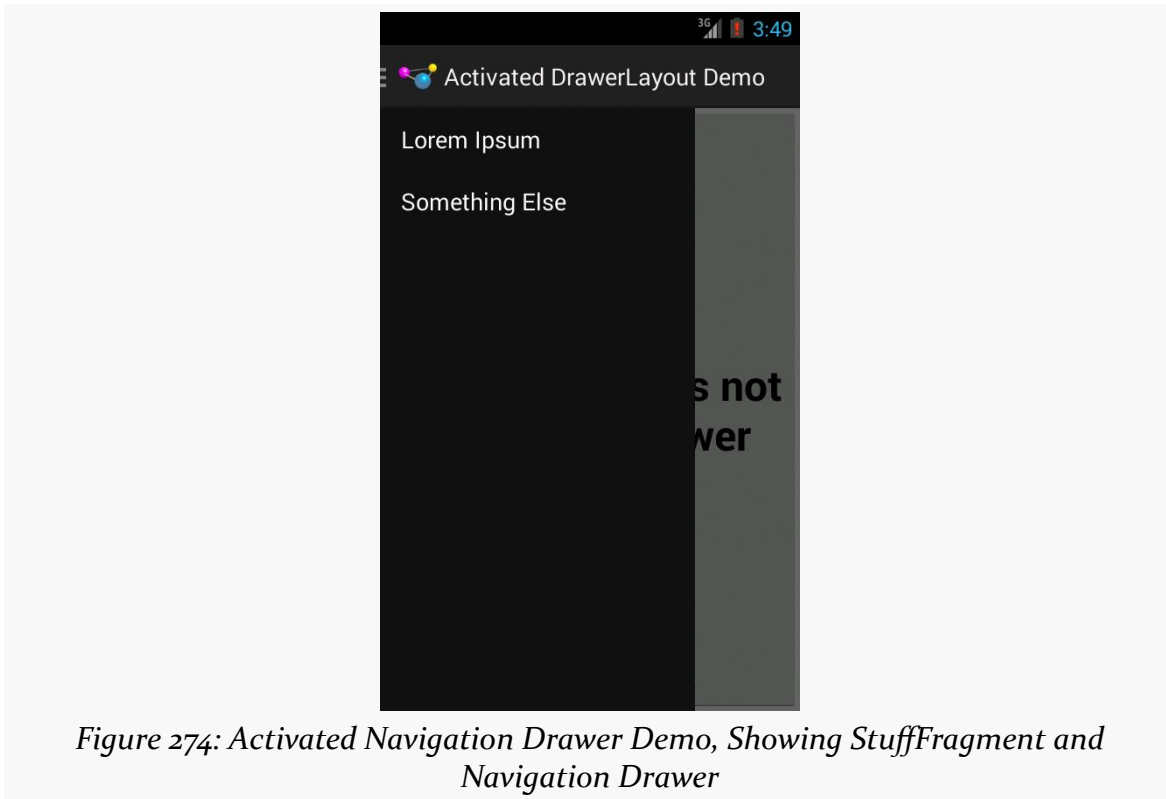 3G
3:49
Activated DrawerLayout Demo
Lorem Ipsum
Something Else
s not
wer
Figure 274: Activated Navigation Drawer Demo, Showing StuffFragment and
Navigation Drawer